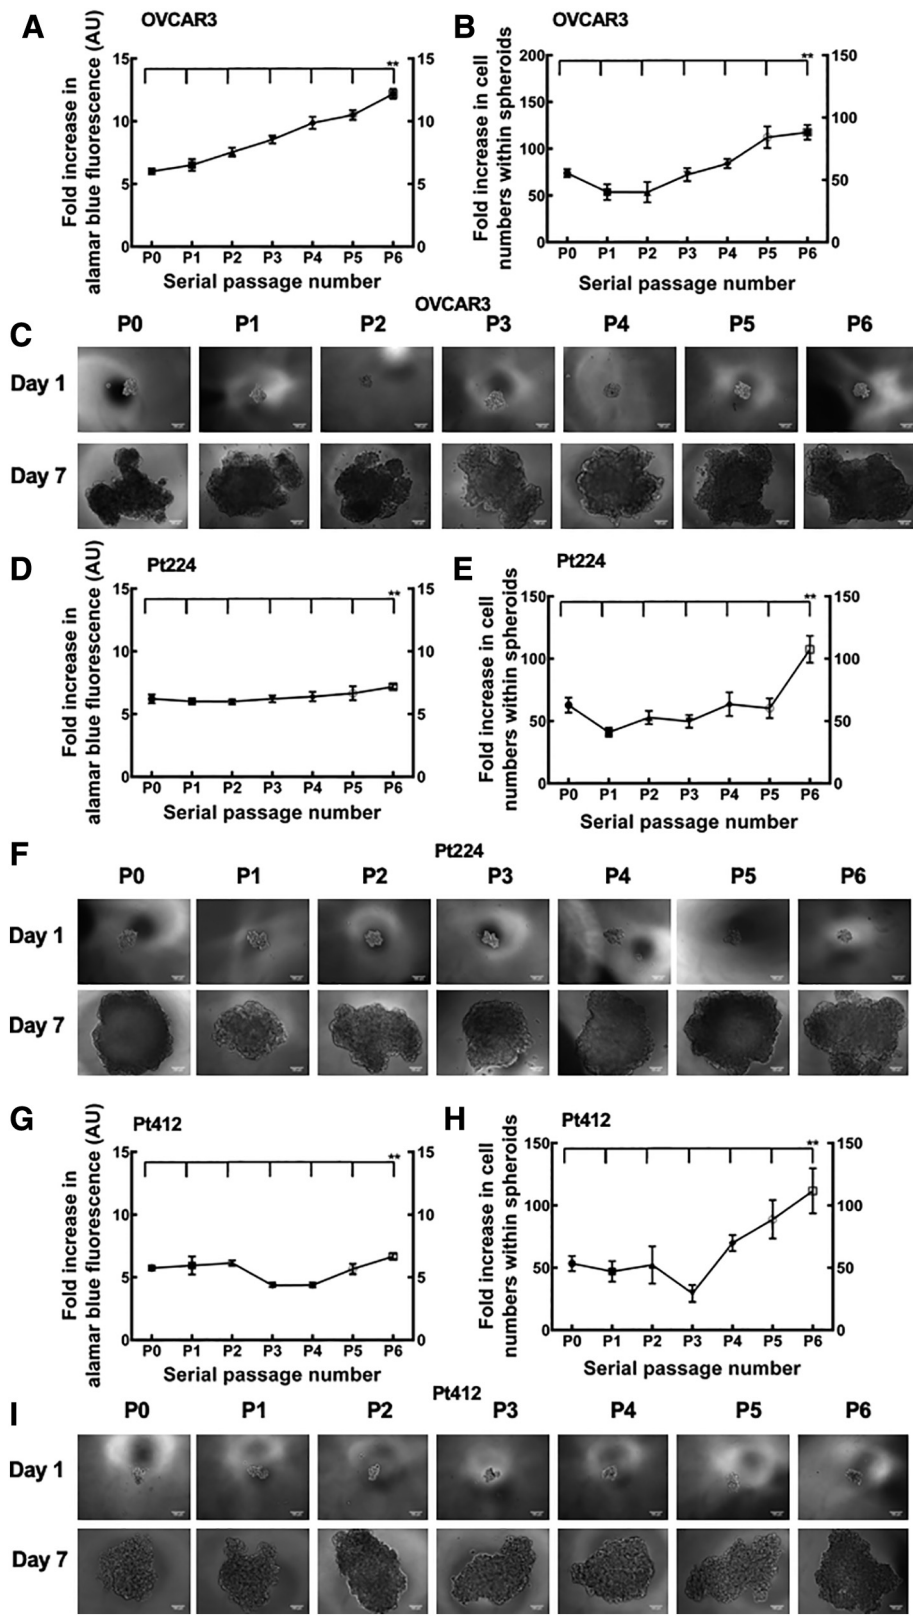 A
OVCAR3
Fold increase in
alamar blue fluorescence (AU)
15
10
5
0
**
15
10
5
0
P0 P1 P2 P3 P4 P5 P6
Serial passage number
B
OVCAR3
Fold increase in cell
numbers within spheroids
200
150
100
50
0
**
150
100
50
0
P0 P1 P2 P3 P4 P5 P6
Serial passage number
OVCAR3
C
P0 P1 P2 P3 P4 P5 P6
Day 1
Day 7
D
Pt224
Fold increase in
alamar blue fluorescence (AU)
15
10
5
0
**
15
10
5
0
P0 P1 P2 P3 P4 P5 P6
Serial passage number
E
Pt224
Fold increase in cell
numbers within spheroids
150
100
50
0
**
150
100
50
0
P0 P1 P2 P3 P4 P5 P6
Serial passage number
F
Pt224
P0 P1 P2 P3 P4 P5 P6
Day 1
Day 7
G
Pt412
Fold increase in
alamar blue fluorescence (AU)
15
10
5
0
**
15
10
5
0
P0 P1 P2 P3 P4 P5 P6
Serial passage number
H
Pt412
Fold increase in cell
numbers within spheroids
150
100
50
0
**
150
100
50
0
P0 P1 P2 P3 P4 P5 P6
Serial passage number
I
Pt412
P0 P1 P2 P3 P4 P5 P6
Day 1
Day 7